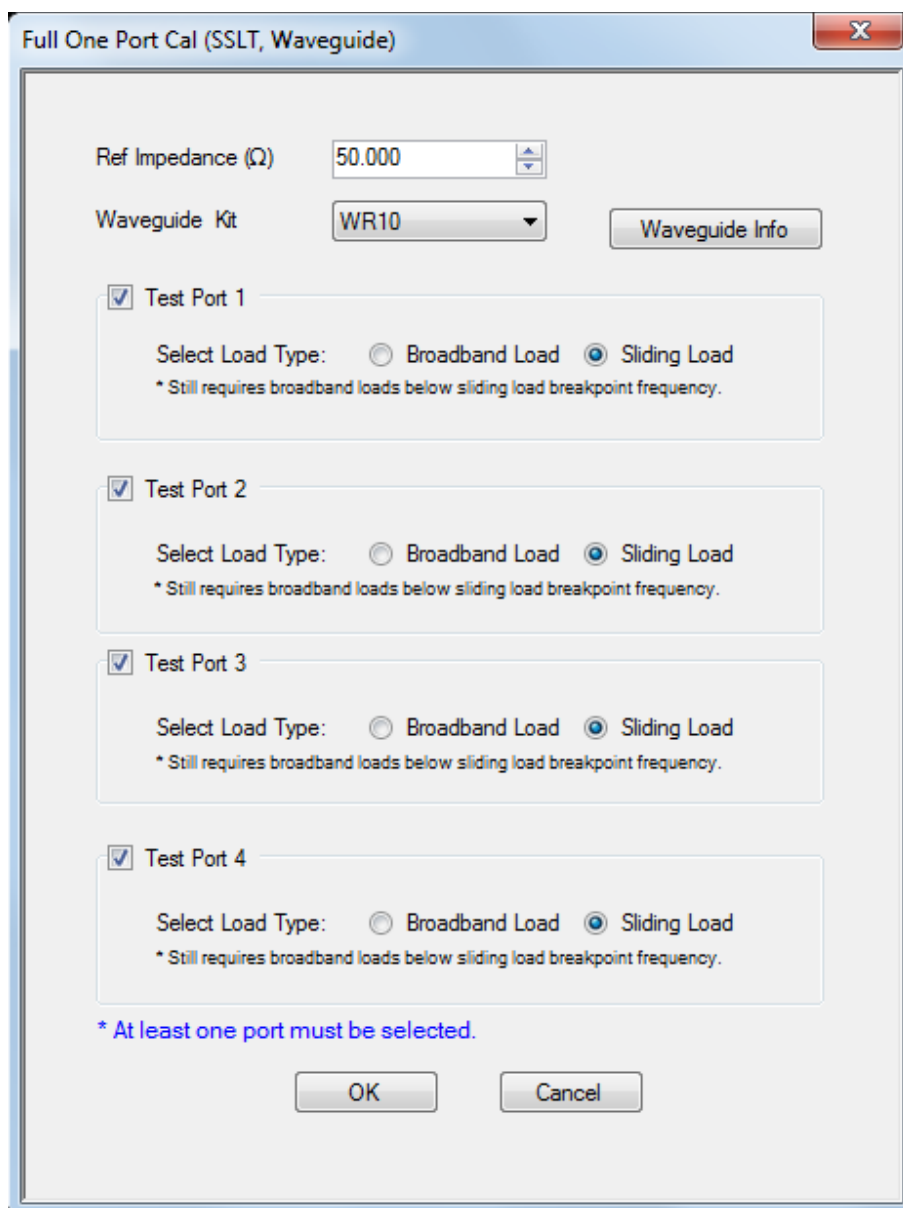 Full One Port Cal (SSLT, Waveguide)
Ref Impedance (Ω) 50.000
Waveguide Kit WR10 Waveguide Info
Test Port 1
Select Load Type: Broadband Load Sliding Load
* Still requires broadband loads below sliding load breakpoint frequency.
Test Port 2
Select Load Type: Broadband Load Sliding Load
* Still requires broadband loads below sliding load breakpoint frequency.
Test Port 3
Select Load Type: Broadband Load Sliding Load
* Still requires broadband loads below sliding load breakpoint frequency.
Test Port 4
Select Load Type: Broadband Load Sliding Load
* Still requires broadband loads below sliding load breakpoint frequency.
* At least one port must be selected.
OK Cancel